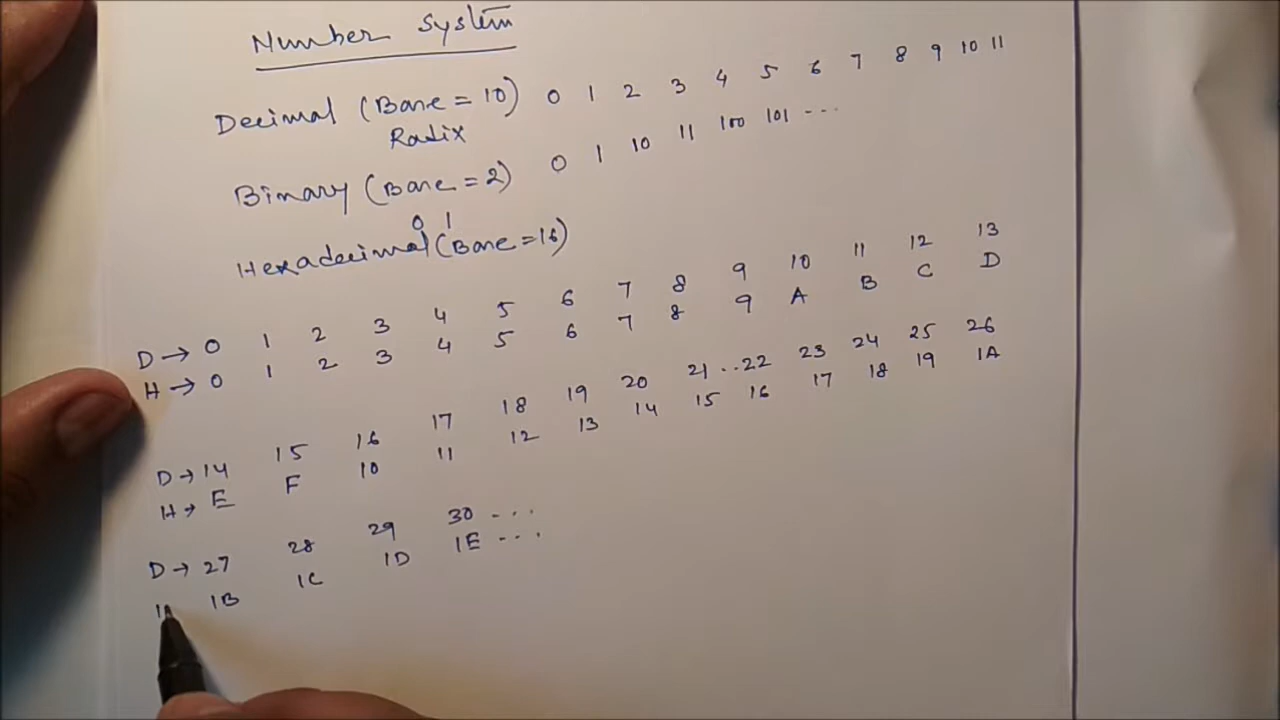 Number System
Decimal (Base = 10) 0 1 2 3 4 5 6 7 8 9 10 11
Radix
Binary (Base = 2) 0 1 10 11 100 101 ...
0 1
Hexadecimal (Base = 16)
D → 0 1 2 3 4 5 6 7 8 9 10 11 12 13
H → 0 1 2 3 4 5 6 7 8 9 A B C D
D → 14 15 16 17 18 19 20 21 .. 22 23 24 25 26
H → E F 10 11 12 13 14 15 16 17 18 19 1A
D → 27 28 29 30 ...
1B 1C 1D 1E ...